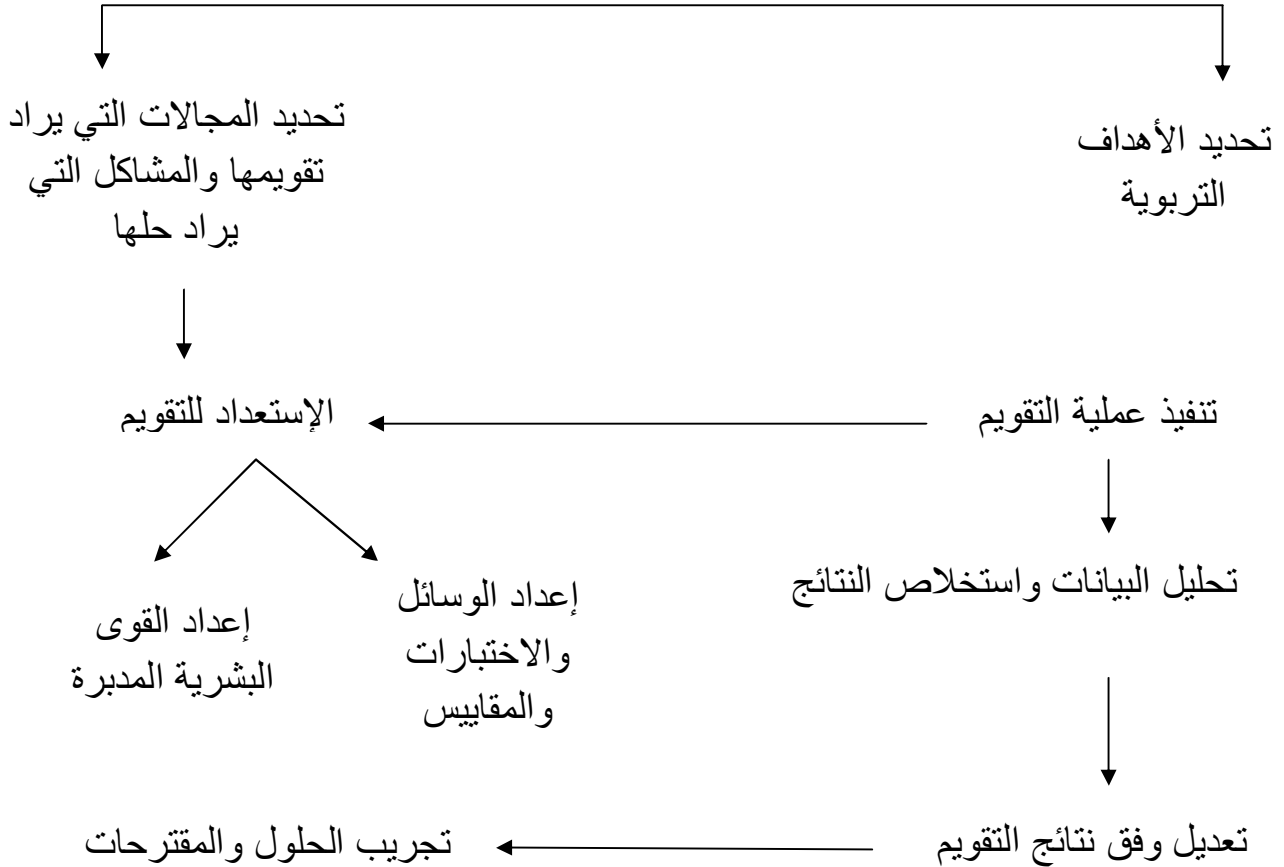 تحديد الأهداف
التربوية
تحديد المجالات التي يراد
تقويمها والمشاكل التي
يراد حلها
تنفيذ عملية التقويم
الإستعداد للتقويم
تحليل البيانات واستخلاص النتائج
إعداد الوسائل
والاختبارات
والمقاييس
إعداد القوى
البشرية المدبرة
تعديل وفق نتائج التقويم
تجريب الحلول والمقترحات